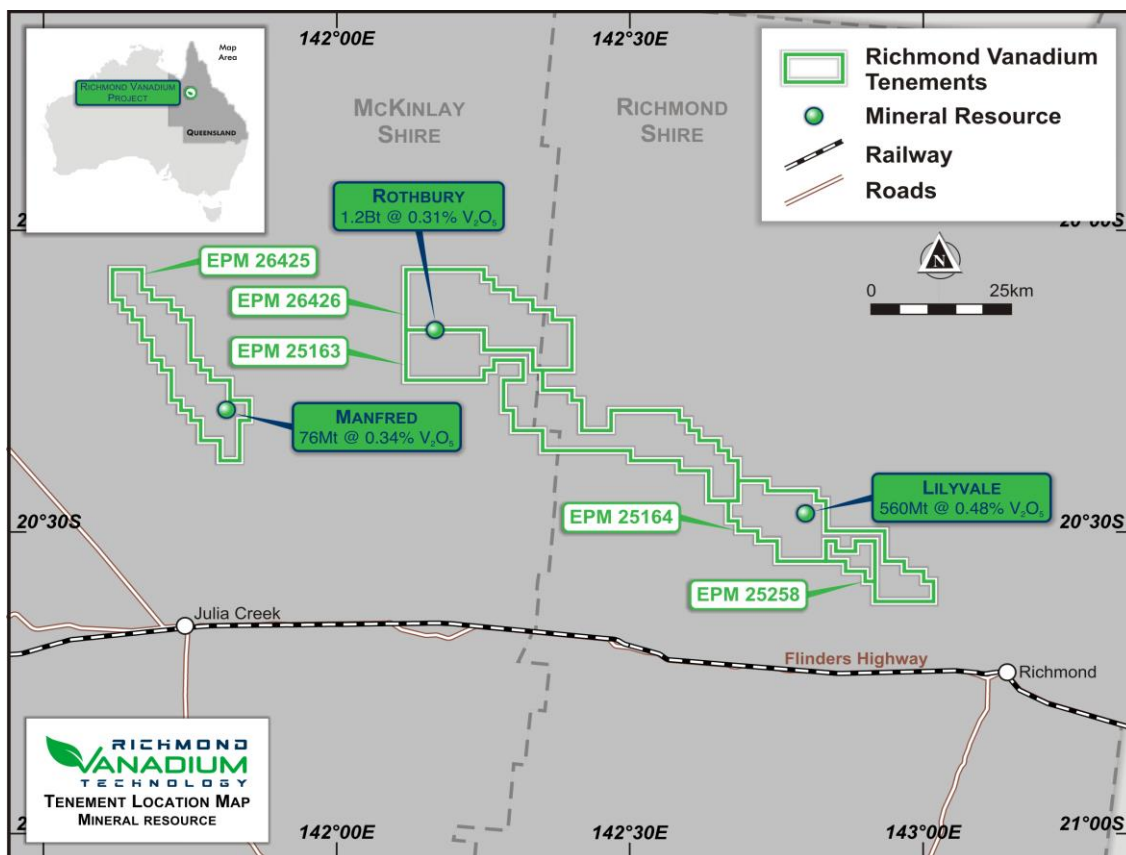 142°00E
142°30E
Map
Area
RICHMOND VANADIUM
PROJECT
QUEENSLAND
MCKINLAY
SHIRE
RICHMOND
SHIRE
Richmond Vanadium
Tenements
Mineral Resource
Railway
Roads
ROTHBURY
1.2Bt @ 0.31% V₂O₅
20°00S
N
0 25km
EPM 26425
EPM 26426
EPM 25163
MANFRED
76Mt @ 0.34% V₂O₅
LILYVALE
560Mt @ 0.48% V₂O₅
EPM 25164
20°30S
20°30S
EPM 25258
Julia Creek
Flinders Highway
Richmond
RICHMOND
VANADIUM
TECHNOLOGY
TENEMENT LOCATION MAP
MINERAL RESOURCE
142°00E
142°30E
143°00E
21°00S